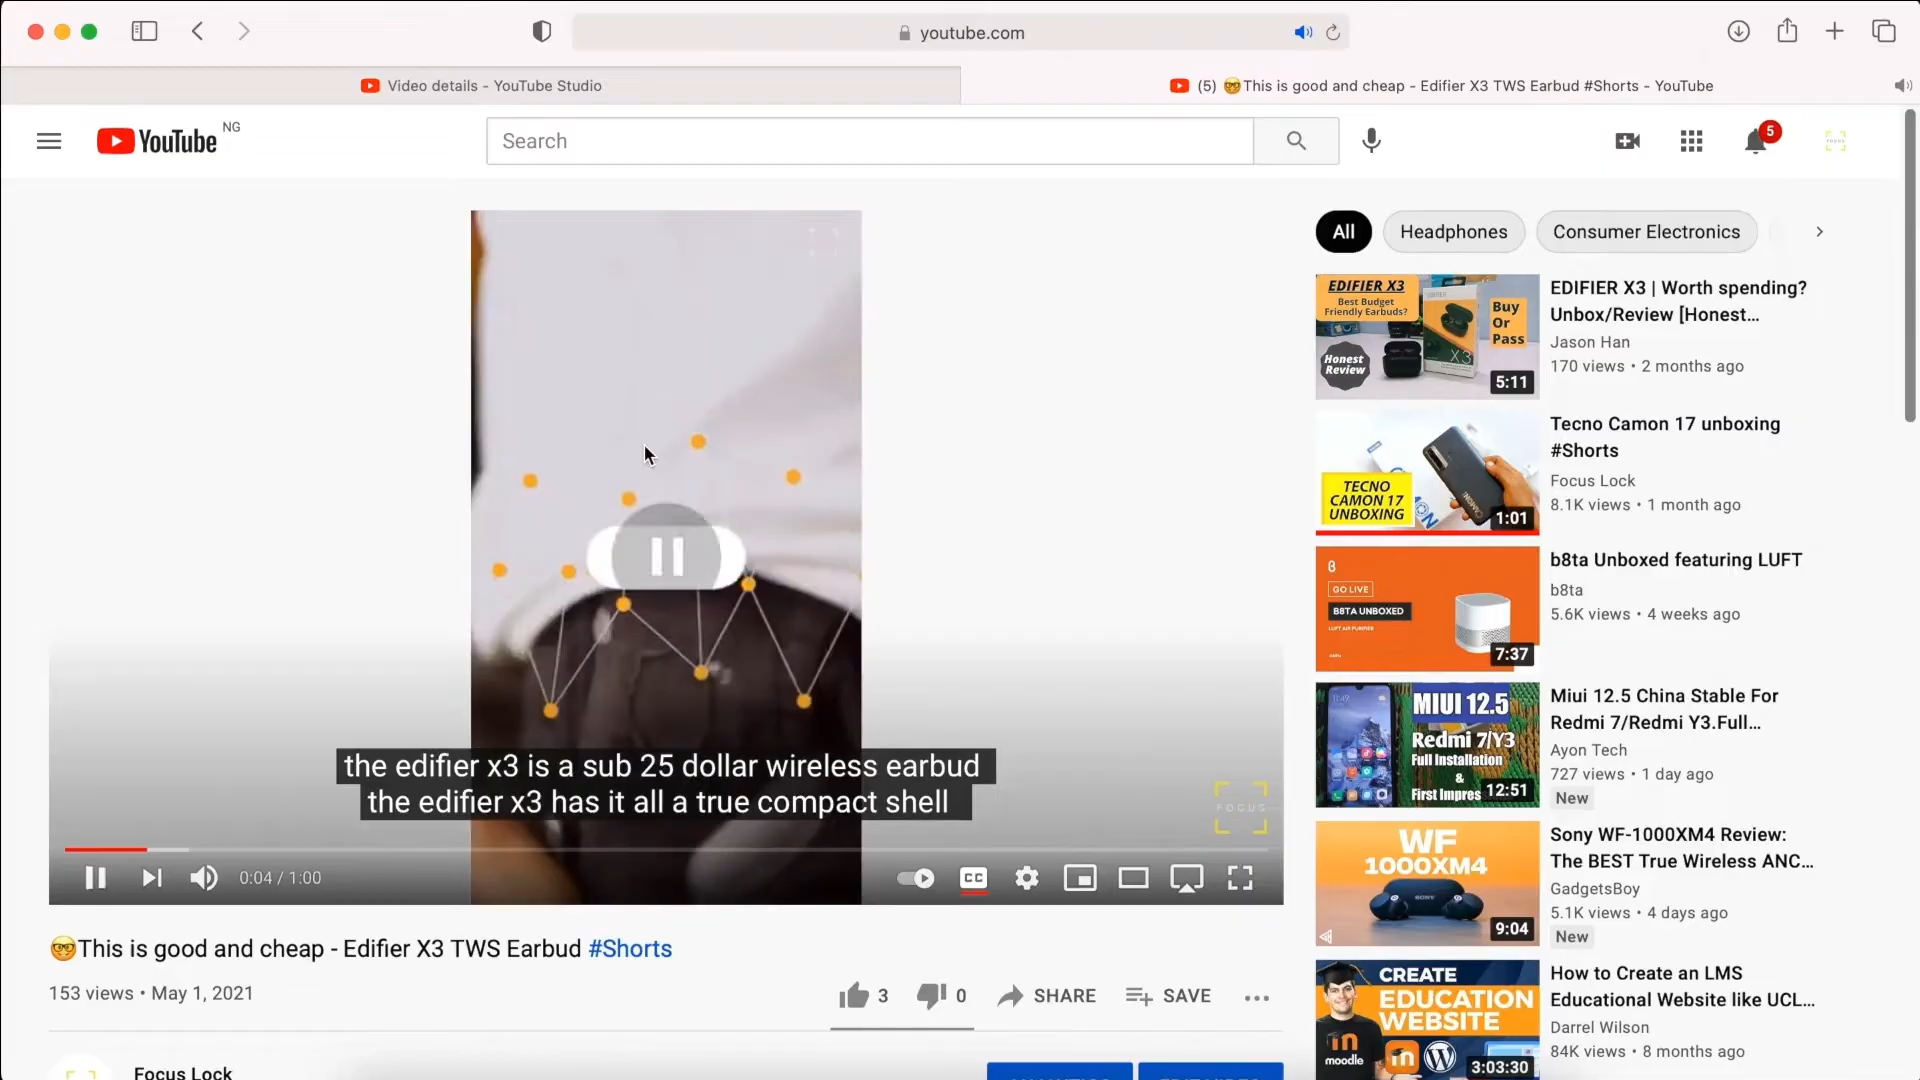 youtube.com
Video details - YouTube Studio
(5) 🤓This is good and cheap - Edifier X3 TWS Earbud #Shorts - YouTube
YouTube NG
Search
5
FOCUS
the edifier x3 is a sub 25 dollar wireless earbud
the edifier x3 has it all a true compact shell
FOCUS
0:04 / 1:00
CC
🤓This is good and cheap - Edifier X3 TWS Earbud #Shorts
153 views • May 1, 2021
3
0
SHARE
SAVE
Focus Lock
All
Headphones
Consumer Electronics
EDIFIER X3
Best Budget
Friendly Earbuds?
Buy
Or
Pass
Honest
Review
X3
5:11
EDIFIER X3 | Worth spending?
Unbox/Review [Honest...
Jason Han
170 views • 2 months ago
TECNO
CAMON 17
UNBOXING
CAMON
1:01
Tecno Camon 17 unboxing
#Shorts
Focus Lock
8.1K views • 1 month ago
β
GO LIVE
B8TA UNBOXED
LUFT AIR PURIFIER
7:37
b8ta Unboxed featuring LUFT
b8ta
5.6K views • 4 weeks ago
MIUI 12.5
Redmi 7/Y3
Full Installation
&
First Impres
12:51
Miui 12.5 China Stable For
Redmi 7/Redmi Y3.Full...
Ayon Tech
727 views • 1 day ago
New
WF
1000XM4
SONY
9:04
Sony WF-1000XM4 Review:
The BEST True Wireless ANC...
GadgetsBoy
5.1K views • 4 days ago
New
CREATE
EDUCATION
WEBSITE
moodle
3:03:30
How to Create an LMS
Educational Website like UCL...
Darrel Wilson
84K views • 8 months ago